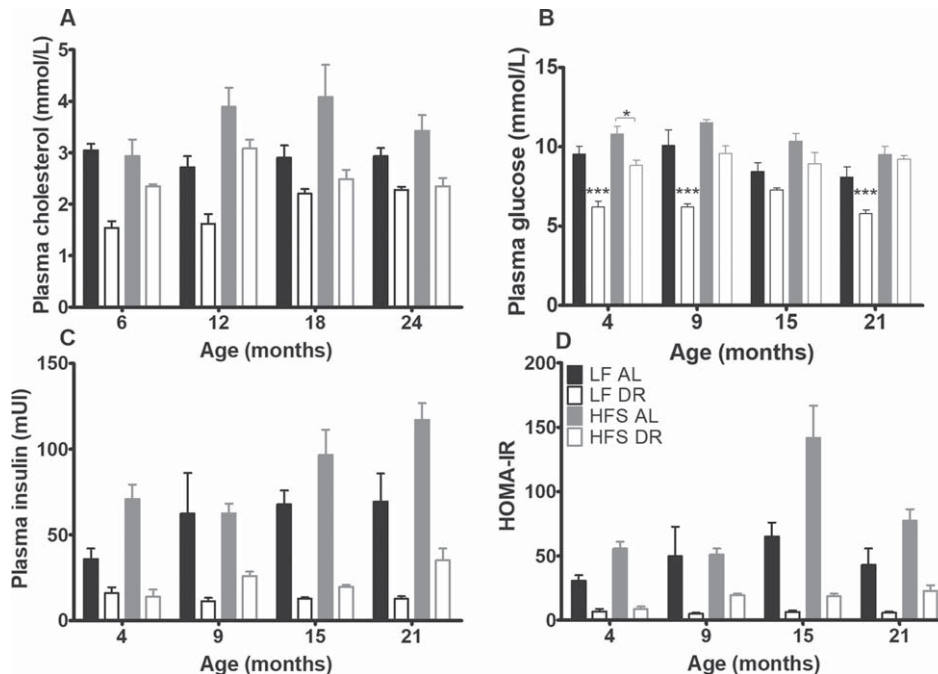 A
Plasma cholesterol (mmol/L)
5
4
3
2
1
0
6 12 18 24
Age (months)
B
Plasma glucose (mmol/L)
15
10
5
0
*
*** *** ***
4 9 15 21
Age (months)
C
Plasma insulin (mUI)
150
100
50
0
4 9 15 21
Age (months)
D
HOMA-IR
200
150
100
50
0
LF AL
LF DR
HFS AL
HFS DR
4 9 15 21
Age (months)